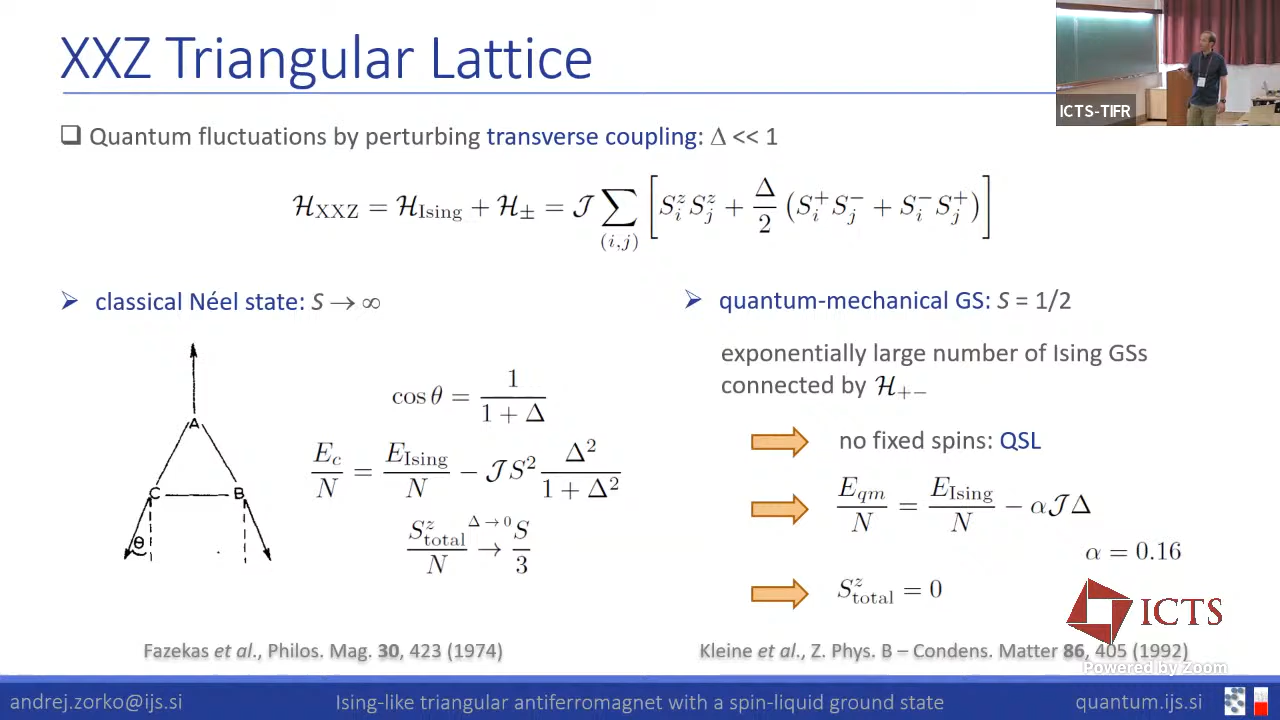 XXZ Triangular Lattice
ICTS-TIFR
❑ Quantum fluctuations by perturbing transverse coupling: Δ << 1
ℋ_XXZ = ℋ_Ising + ℋ_± = 𝒥 ∑_(i,j) [ S_i^z S_j^z + Δ/2 ( S_i^+ S_j^- + S_i^- S_j^+ ) ]
➤ classical Néel state: S → ∞
A
C
B
θ
cos θ = 1/(1 + Δ)
E_c/N = E_Ising/N − 𝒥S² Δ²/(1 + Δ²)
S^z_total/N →^(Δ→0) S/3
Fazekas et al., Philos. Mag. 30, 423 (1974)
➤ quantum-mechanical GS: S = 1/2
exponentially large number of Ising GSs
connected by ℋ_+−
no fixed spins: QSL
E_qm/N = E_Ising/N − α𝒥Δ
α = 0.16
S^z_total = 0
ICTS
Kleine et al., Z. Phys. B – Condens. Matter 86, 405 (1992)
Powered by Zoom
andrej.zorko@ijs.si
Ising-like triangular antiferromagnet with a spin-liquid ground state
quantum.ijs.si